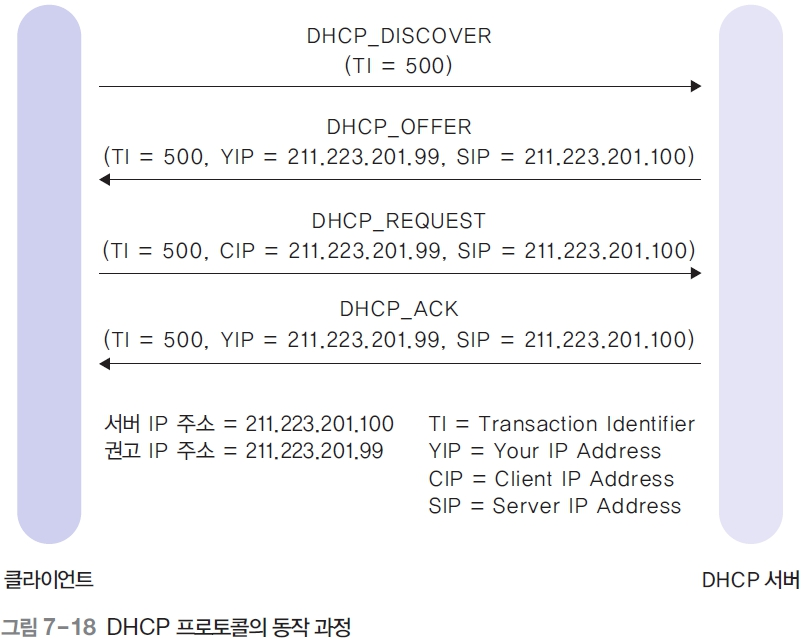 DHCP_DISCOVER
(TI = 500)
DHCP_OFFER
(TI = 500, YIP = 211.223.201.99, SIP = 211.223.201.100)
DHCP_REQUEST
(TI = 500, CIP = 211.223.201.99, SIP = 211.223.201.100)
DHCP_ACK
(TI = 500, YIP = 211.223.201.99, SIP = 211.223.201.100)
서버 IP 주소 = 211.223.201.100
권고 IP 주소 = 211.223.201.99
TI = Transaction Identifier
YIP = Your IP Address
CIP = Client IP Address
SIP = Server IP Address
클라이언트
DHCP 서버
그림 7-18 DHCP 프로토콜의 동작 과정